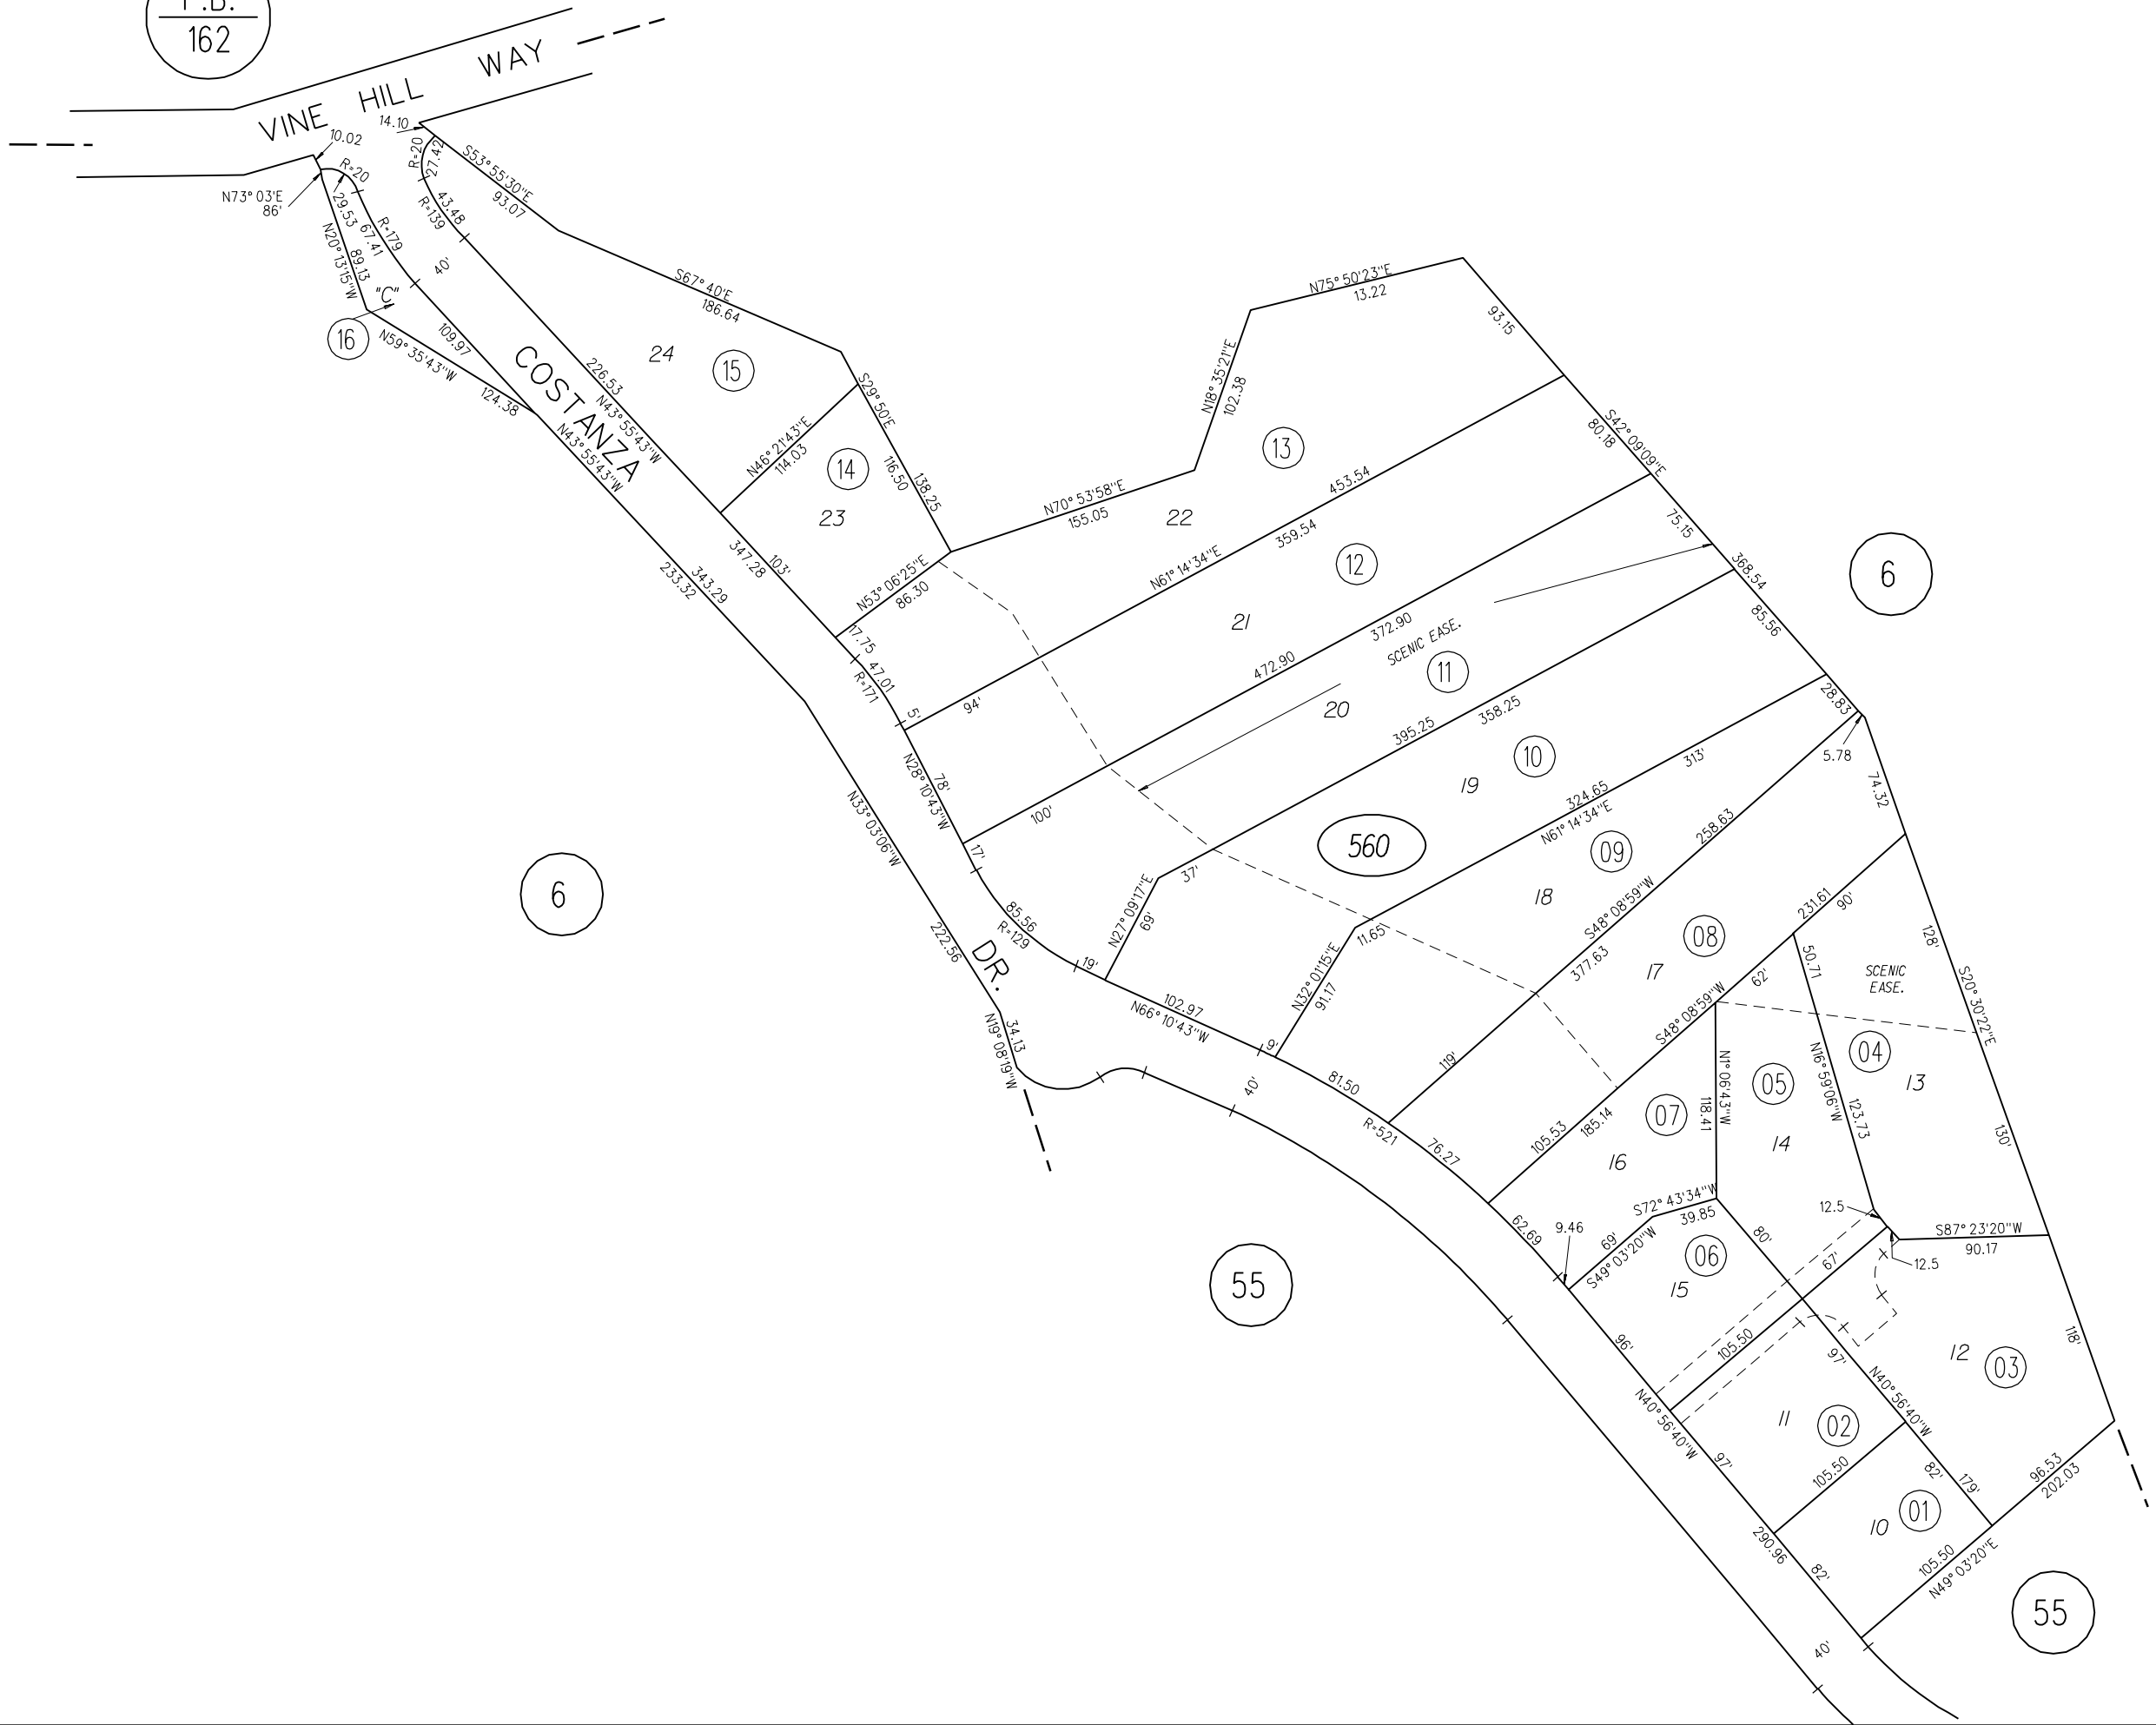 P.B.
162
VINE HILL WAY
10.02
14.10
R=20
27.42
R=20
29.53
N73° 03'E
86'
N20° 13'15"W
89.13
67.41
R=179
43.48
R=139
40'
S53° 55'30"E
93.07
S67° 40'E
186.64
"C"
16
109.97
N59° 35'43"W
124.38
COSTANZA
226.53
N43° 55'43"W
N43° 55'43"W
24
15
S29° 50'E
116.50
138.25
N46° 21'43"E
114.03
14
23
347.28
103'
343.29
233.32
N53° 06'25"E
86.30
17.75
47.01
R=171
5'
94'
N70° 53'58"E
155.05
N18° 35'21"E
102.38
N75° 50'23"E
13.22
93.15
13
22
453.54
359.54
N61° 14'34"E
12
21
S42° 09'09"E
80.18
75.15
368.54
85.56
372.90
472.90
SCENIC EASE.
11
20
6
N28° 10'43"W
78'
100'
17'
395.25
358.25
10
19
28.83
5.78
74.32
313'
324.65
N61° 14'34"E
560
37'
N27° 09'17"E
69'
6
N33° 03'06"W
222.56
DR.
85.56
R=129
19'
102.97
N66° 10'43"W
N32° 01'15"E
91.17
11.65
9'
09
18
258.63
S48° 08'59"W
377.63
119'
08
17
231.61
90'
62'
S48° 08'59"W
50.71
128'
SCENIC
EASE.
S20° 30'22"E
34.13
N19° 08'19"W
40'
81.50
R=521
76.27
105.53
185.14
07
16
N1° 06'43"W
118.41
05
14
N16° 59'06"W
123.73
04
13
130'
62.69
9.46
69'
S49° 03'20"W
S72° 43'34"W
39.85
06
15
80'
12.5
12.5
S87° 23'20"W
90.17
67'
55
96'
105.50
N40° 56'40"W
97'
N40° 56'40"W
12
03
118'
11
02
97'
105.50
82'
179'
96.53
202.03
10
01
290.96
82'
105.50
N49° 03'20"E
40'
55